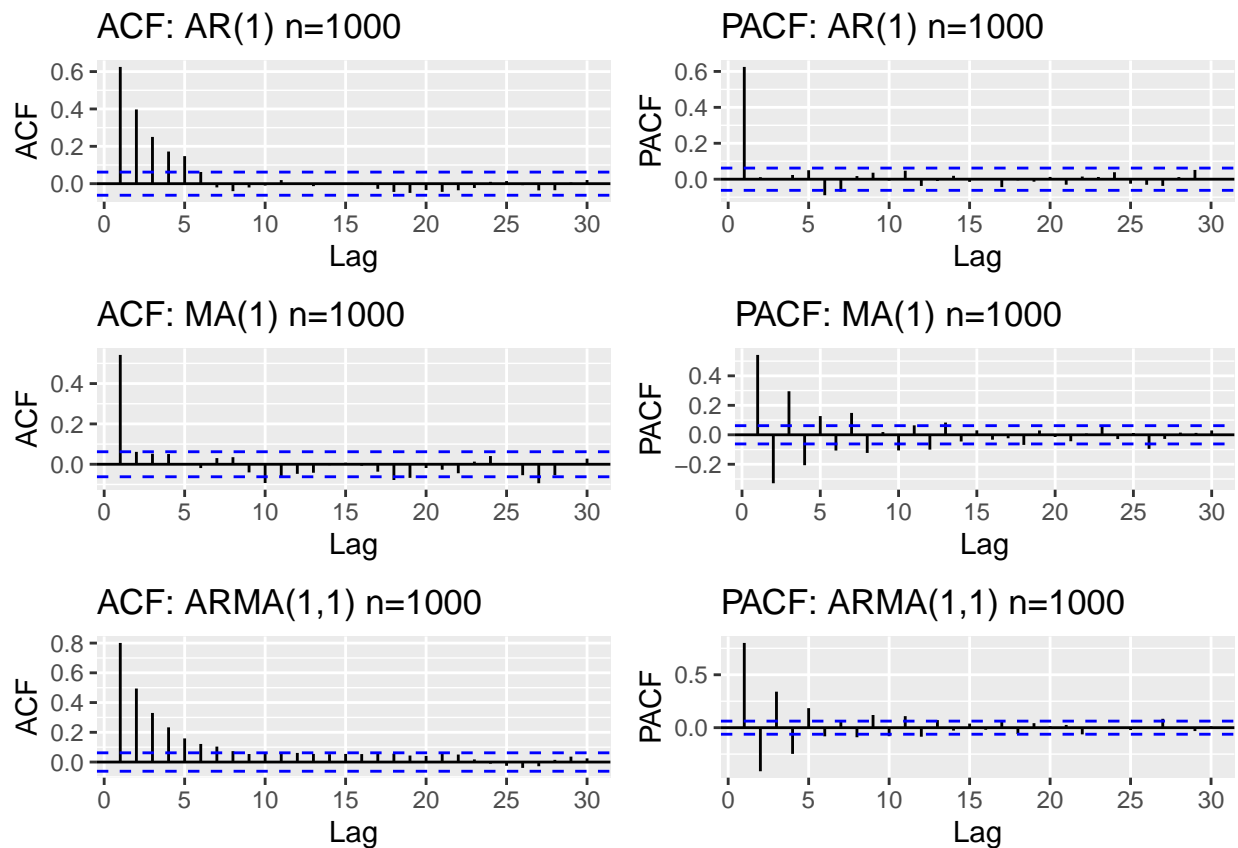 ACF: AR(1) n=1000
ACF
0.6
0.4
0.2
0.0
0 5 10 15 20 25 30
Lag
PACF: AR(1) n=1000
PACF
0.6
0.4
0.2
0.0
0 5 10 15 20 25 30
Lag
ACF: MA(1) n=1000
ACF
0.4
0.2
0.0
0 5 10 15 20 25 30
Lag
PACF: MA(1) n=1000
PACF
0.4
0.2
0.0
−0.2
0 5 10 15 20 25 30
Lag
ACF: ARMA(1,1) n=1000
ACF
0.8
0.6
0.4
0.2
0.0
0 5 10 15 20 25 30
Lag
PACF: ARMA(1,1) n=1000
PACF
0.5
0.0
0 5 10 15 20 25 30
Lag